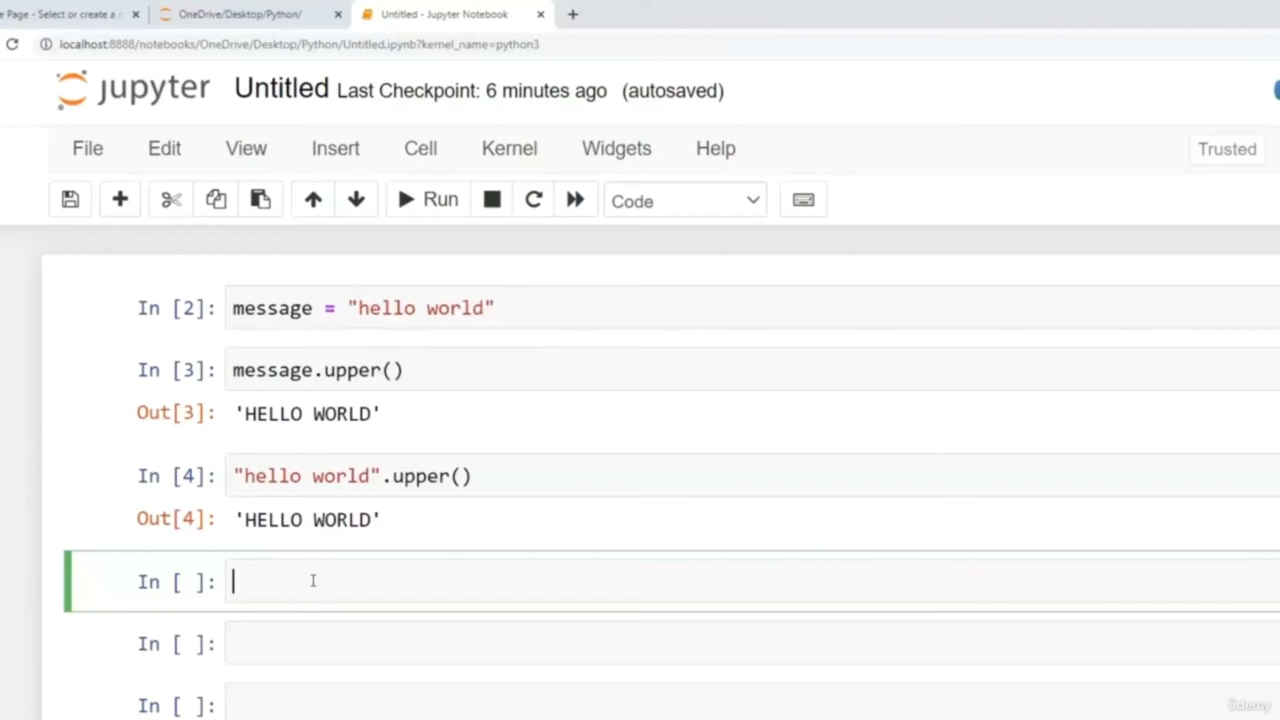 e Page - Select or create a n
OneDrive/Desktop/Python/
Untitled - Jupyter Notebook
localhost:8888/notebooks/OneDrive/Desktop/Python/Untitled.ipynb?kernel_name=python3
jupyter Untitled Last Checkpoint: 6 minutes ago (autosaved)
File Edit View Insert Cell Kernel Widgets Help Trusted
Run Code
In [2]: message = "hello world"
In [3]: message.upper()
Out[3]: 'HELLO WORLD'
In [4]: "hello world".upper()
Out[4]: 'HELLO WORLD'
In [ ]:
In [ ]:
In [ ]:
ûdemy